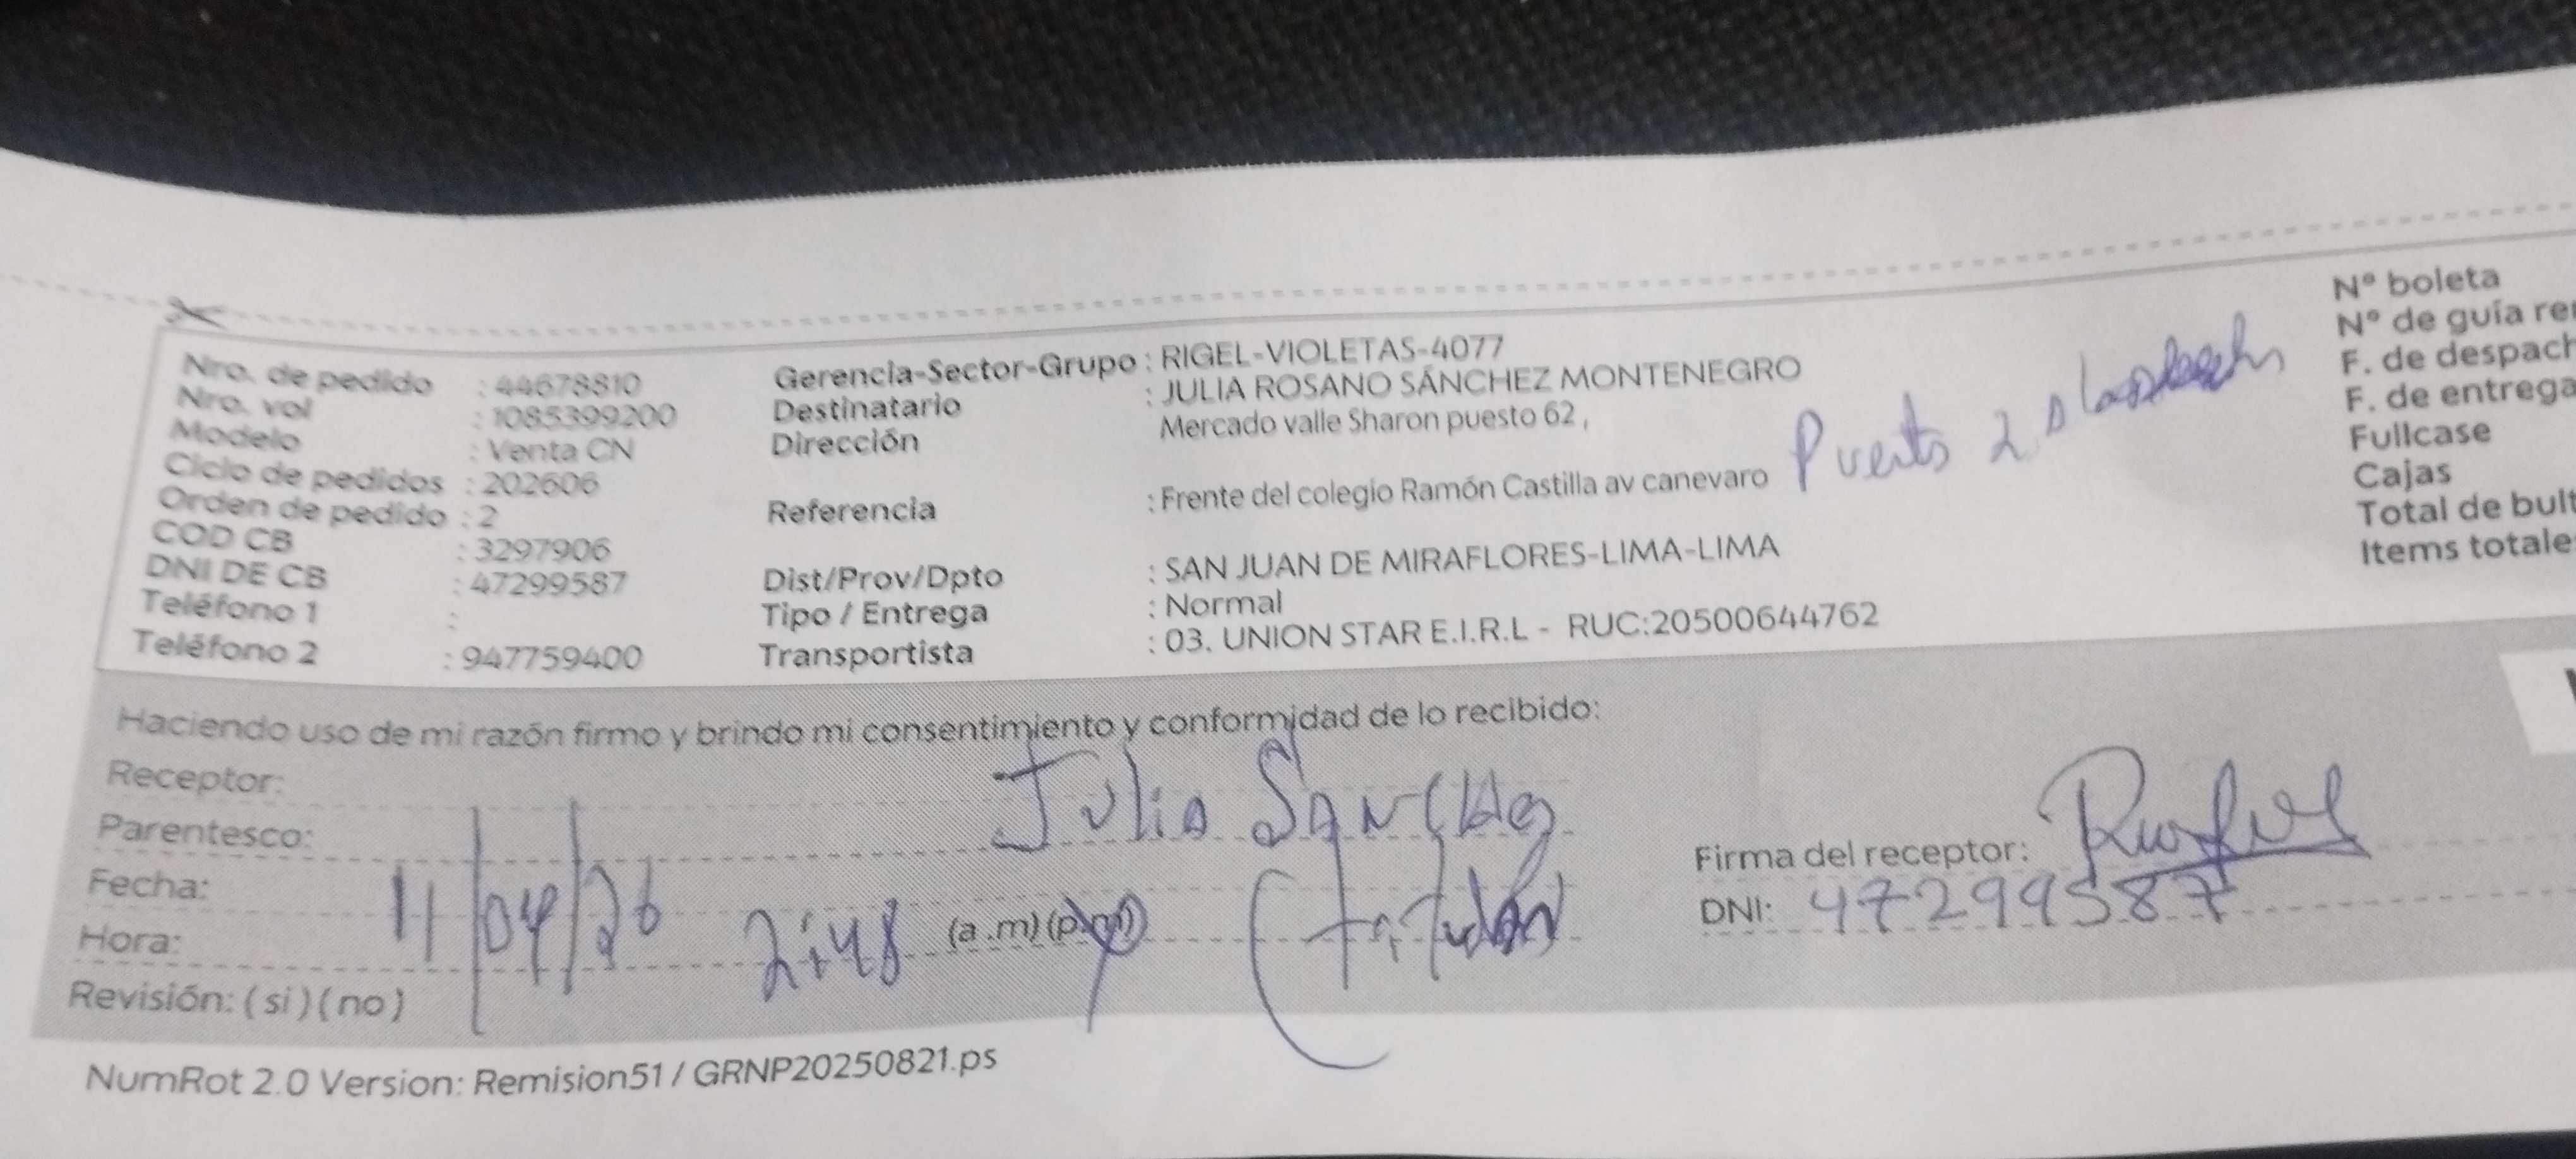 Nro. de pedido : 44678810
Nro. vol : 1085399200
Modelo : Venta CN
Ciclo de pedidos : 202606
Orden de pedido : 2
COD CB : 3297906
DNI DE CB : 47299587
Teléfono 1 :
Teléfono 2 : 947759400
Gerencia-Sector-Grupo : RIGEL-VIOLETAS-4077
Destinatario : JULIA ROSANO SÁNCHEZ MONTENEGRO
Dirección Mercado valle Sharon puesto 62 ,
Referencia : Frente del colegio Ramón Castilla av canevaro
Dist/Prov/Dpto : SAN JUAN DE MIRAFLORES-LIMA-LIMA
Tipo / Entrega : Normal
Transportista : 03. UNION STAR E.I.R.L - RUC:20500644762
2
N° boleta
N° de guía
F. de
F. de entrega
Fullcase
Cajas
Total de
Items
Haciendo uso de mi razón firmo y brindo mi consentimiento y conformidad de lo recibido:
Receptor: Julia Sanchez
Parentesco:
Fecha: 11/04/26
Hora: 2:48 (a.m) (p.m)
Revisión: ( si ) ( no )
Firma del receptor:
DNI: 47299587
NumRot 2.0 Version: Remision51 / GRNP20250821.ps